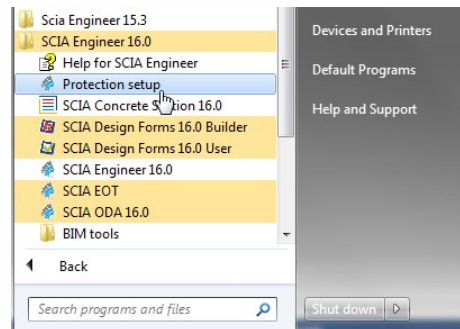 Scia Engineer 15.3
SCIA Engineer 16.0
Help for SCIA Engineer
Protection setup
SCIA Concrete Section 16.0
SCIA Design Forms 16.0 Builder
SCIA Design Forms 16.0 User
SCIA Engineer 16.0
SCIA EOT
SCIA ODA 16.0
BIM tools
Back
Search programs and files
Devices and Printers
Default Programs
Help and Support
Shut down